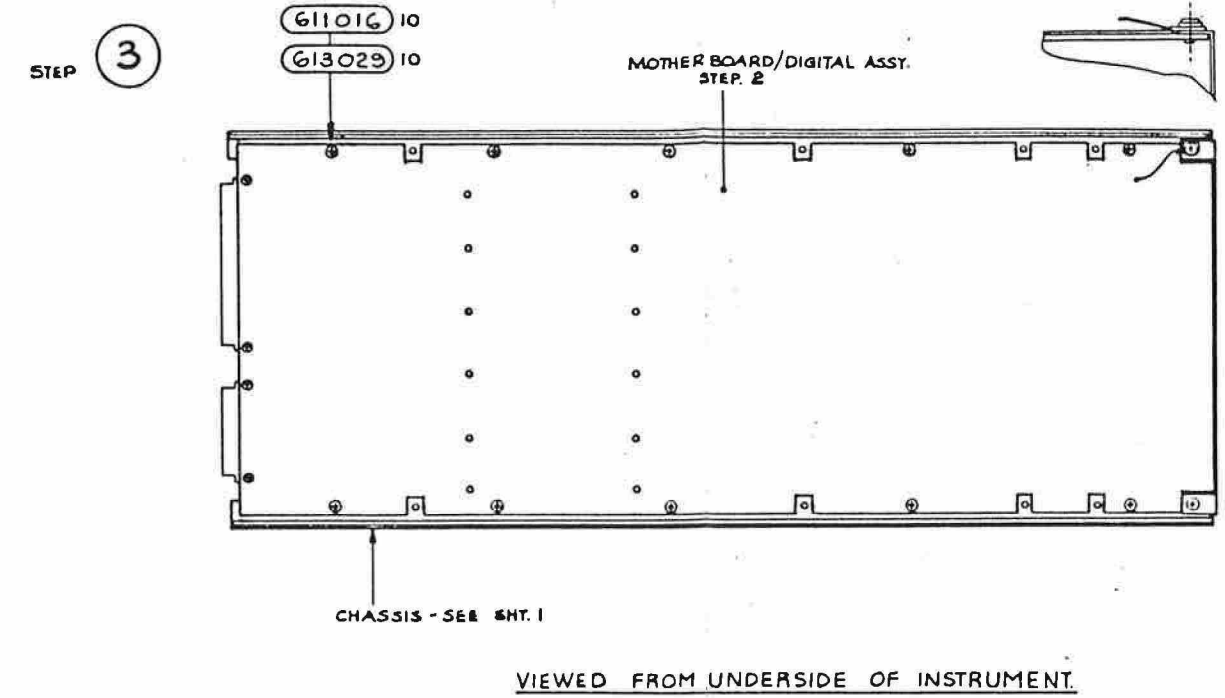 STEP 3
611016 10
613029 10
MOTHER BOARD/DIGITAL ASSY.
STEP. 2
CHASSIS - SEE SHT. 1
VIEWED FROM UNDERSIDE OF INSTRUMENT.